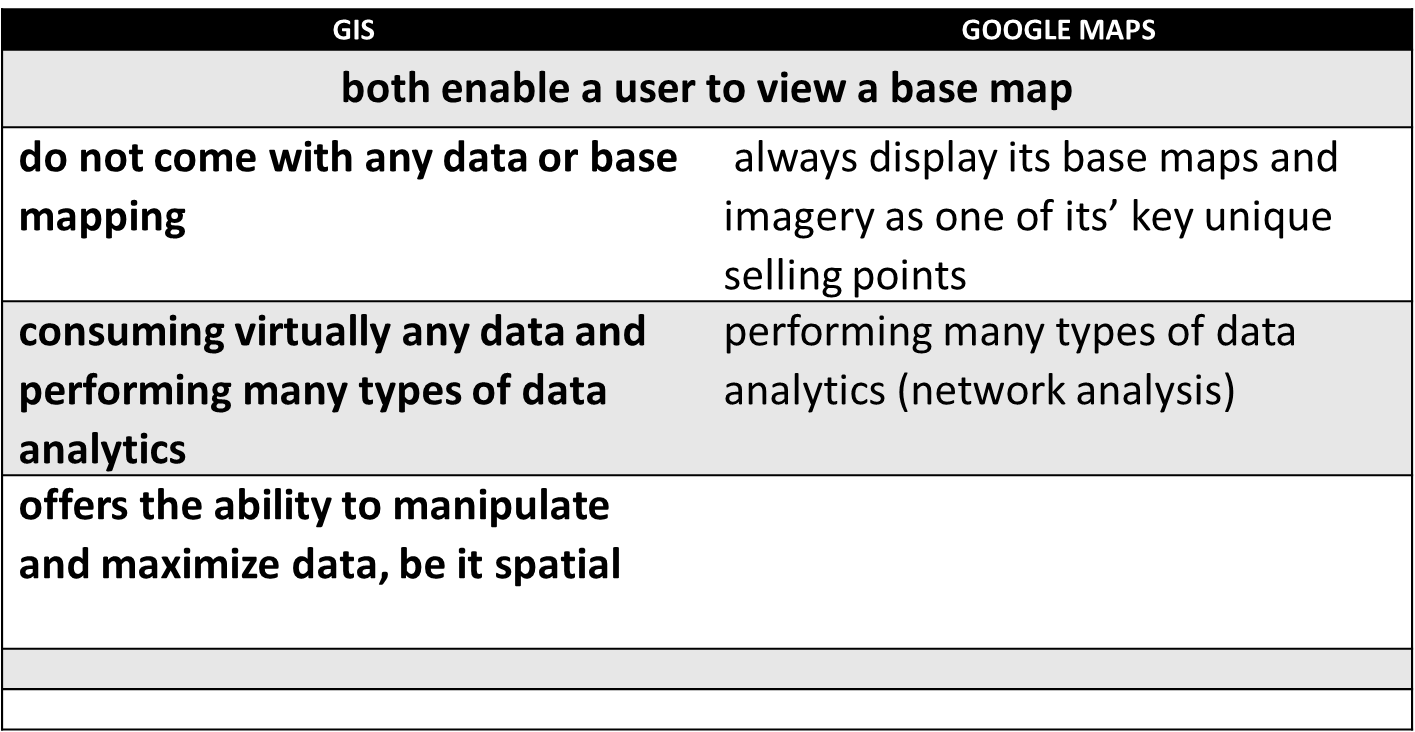 GIS
GOOGLE MAPS
both enable a user to view a base map
do not come with any data or base
mapping
always display its base maps and
imagery as one of its’ key unique
selling points
consuming virtually any data and
performing many types of data
analytics
performing many types of data
analytics (network analysis)
offers the ability to manipulate
and maximize data, be it spatial